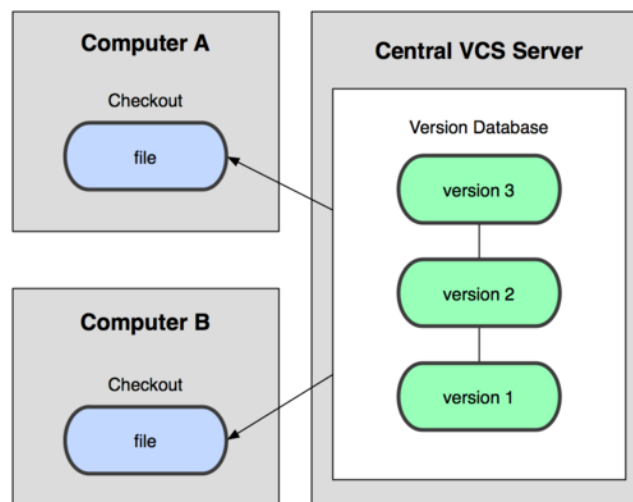 Computer A
Checkout
file
Computer B
Checkout
file
Central VCS Server
Version Database
version 3
version 2
version 1